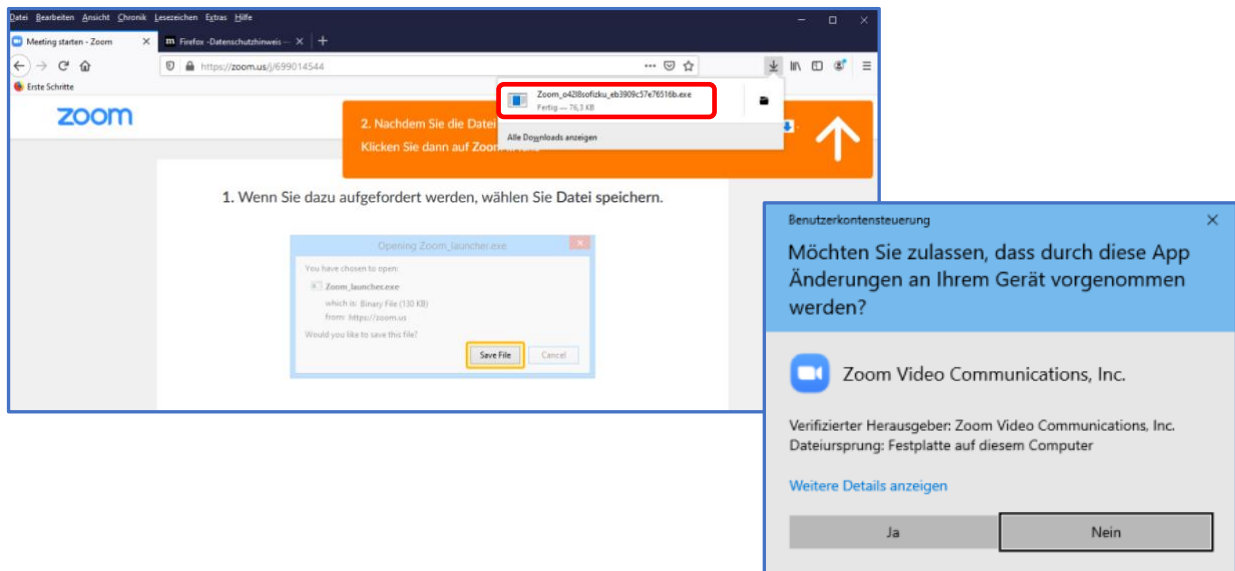 Datei Bearbeiten Ansicht Chronik Lesezeichen Extras Hilfe
Meeting starten - Zoom
Firefox -Datenschutzhinweis —
https://zoom.us/j/699014544
Erste Schritte
zoom
Zoom_o42l8sofizku_eb3909c57e76516b.exe
Fertig — 76,3 KB
Alle Downloads anzeigen
2. Nachdem Sie die Datei
Klicken Sie dann auf Zoom
1. Wenn Sie dazu aufgefordert werden, wählen Sie Datei speichern.
Opening Zoom_launcher.exe
You have chosen to open:
Zoom_launcher.exe
which is: Binary File (130 KB)
from: https://zoom.us
Would you like to save this file?
Save File
Cancel
Benutzerkontensteuerung
Möchten Sie zulassen, dass durch diese App
Änderungen an Ihrem Gerät vorgenommen
werden?
Zoom Video Communications, Inc.
Verifizierter Herausgeber: Zoom Video Communications, Inc.
Dateiursprung: Festplatte auf diesem Computer
Weitere Details anzeigen
Ja
Nein